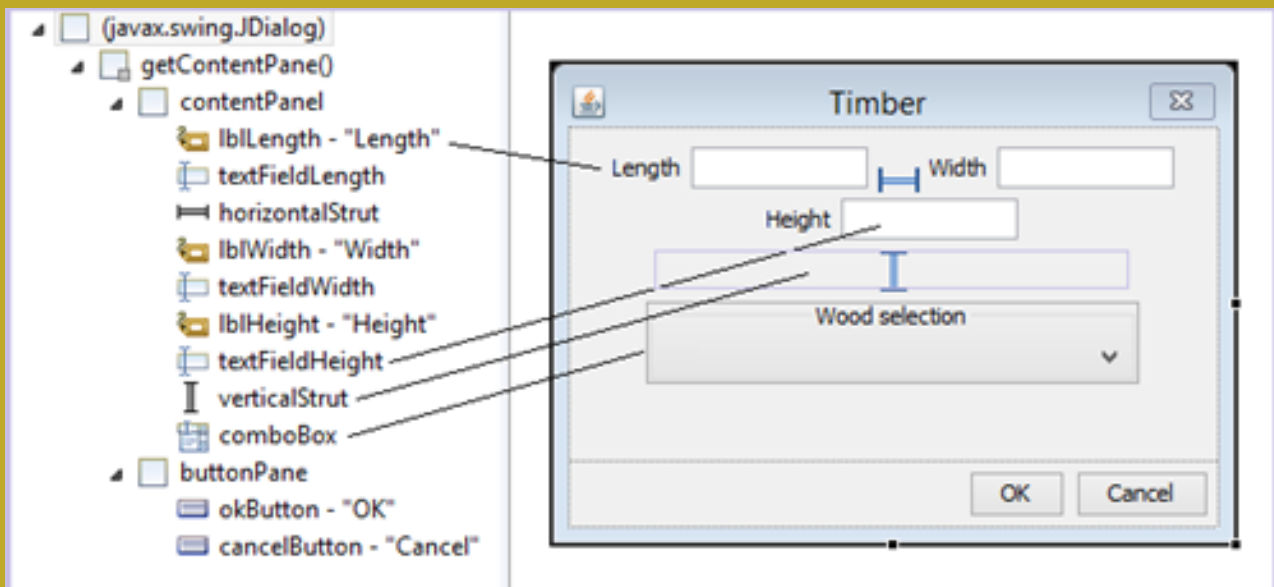 (javax.swing.JDialog)
getContentPane()
contentPanel
lblLength - "Length"
textFieldLength
horizontalStrut
lblWidth - "Width"
textFieldWidth
lblHeight - "Height"
textFieldHeight
verticalStrut
comboBox
buttonPane
okButton - "OK"
cancelButton - "Cancel"
Timber
Length Width
Height
Wood selection
OK Cancel